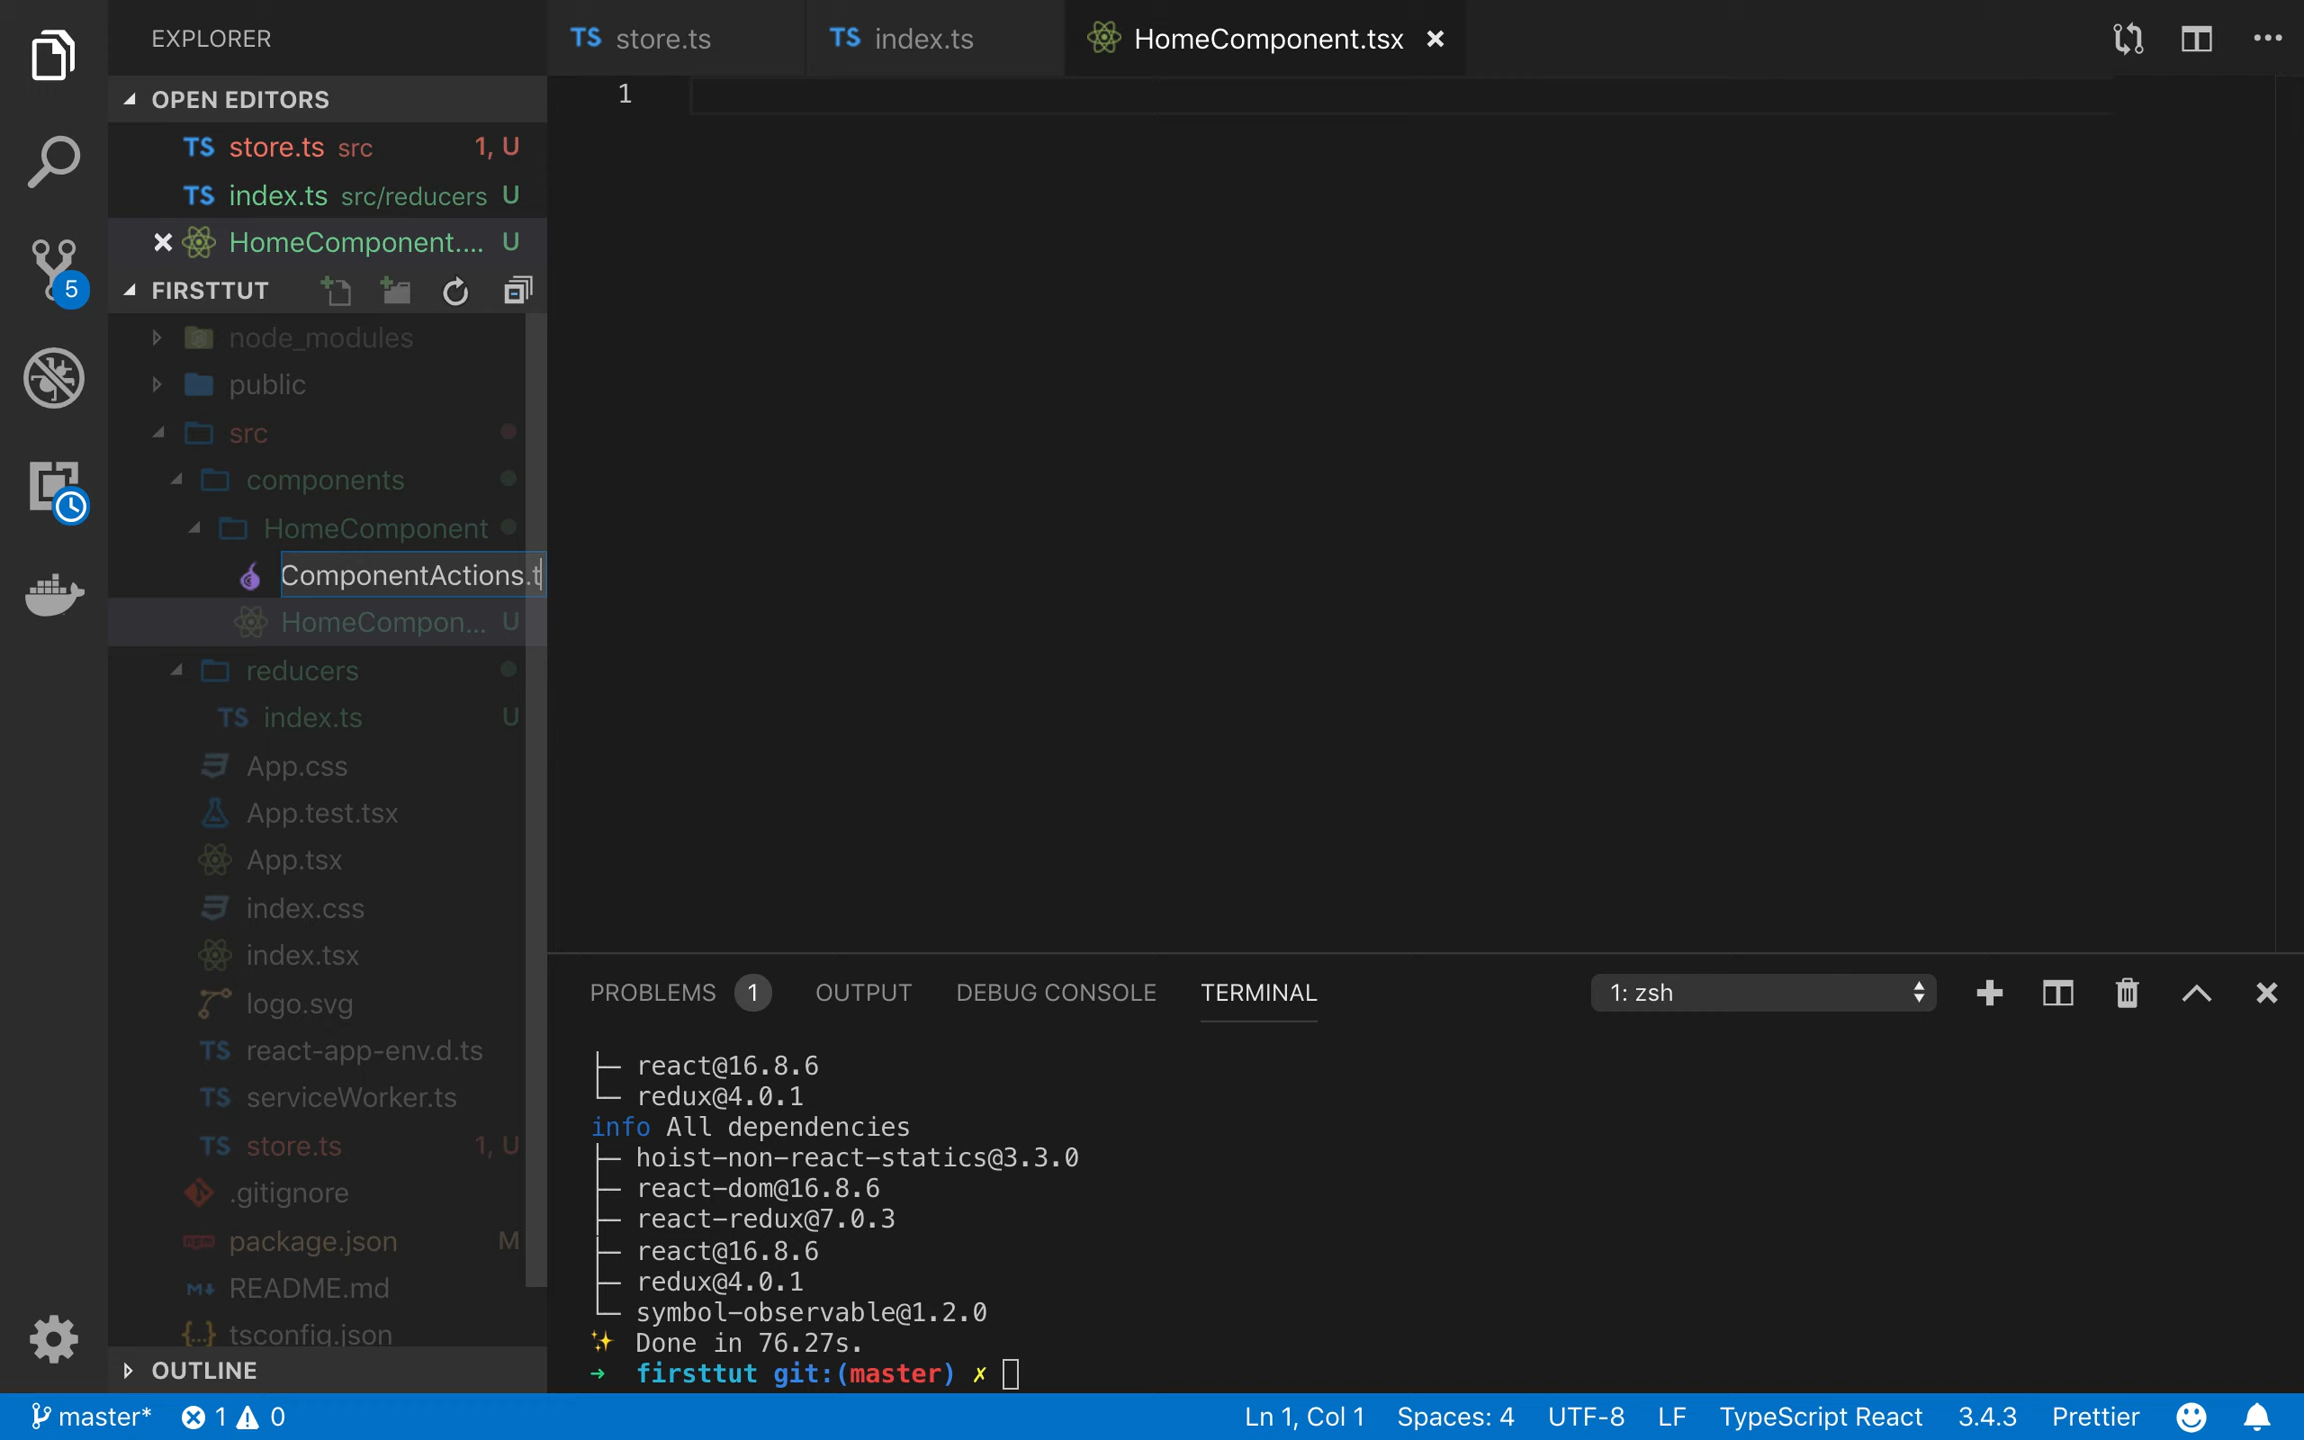 EXPLORER
TS store.ts
TS index.ts
HomeComponent.tsx
OPEN EDITORS
TS store.ts src 1, U
TS index.ts src/reducers U
HomeComponent.... U
5
FIRSTTUT
node_modules
public
src
components
HomeComponent
ComponentActions.t
HomeCompon... U
reducers
TS index.ts U
App.css
App.test.tsx
App.tsx
index.css
index.tsx
logo.svg
TS react-app-env.d.ts
TS serviceWorker.ts
TS store.ts 1, U
.gitignore
package.json M
M↓ README.md
{...} tsconfig.json
OUTLINE
1
PROBLEMS 1 OUTPUT DEBUG CONSOLE TERMINAL 1: zsh
├─ react@16.8.6
└─ redux@4.0.1
info All dependencies
├─ hoist-non-react-statics@3.3.0
├─ react-dom@16.8.6
├─ react-redux@7.0.3
├─ react@16.8.6
├─ redux@4.0.1
└─ symbol-observable@1.2.0
✨ Done in 76.27s.
➜ firsttut git:(master) ✗
master* 1 0 Ln 1, Col 1 Spaces: 4 UTF-8 LF TypeScript React 3.4.3 Prettier